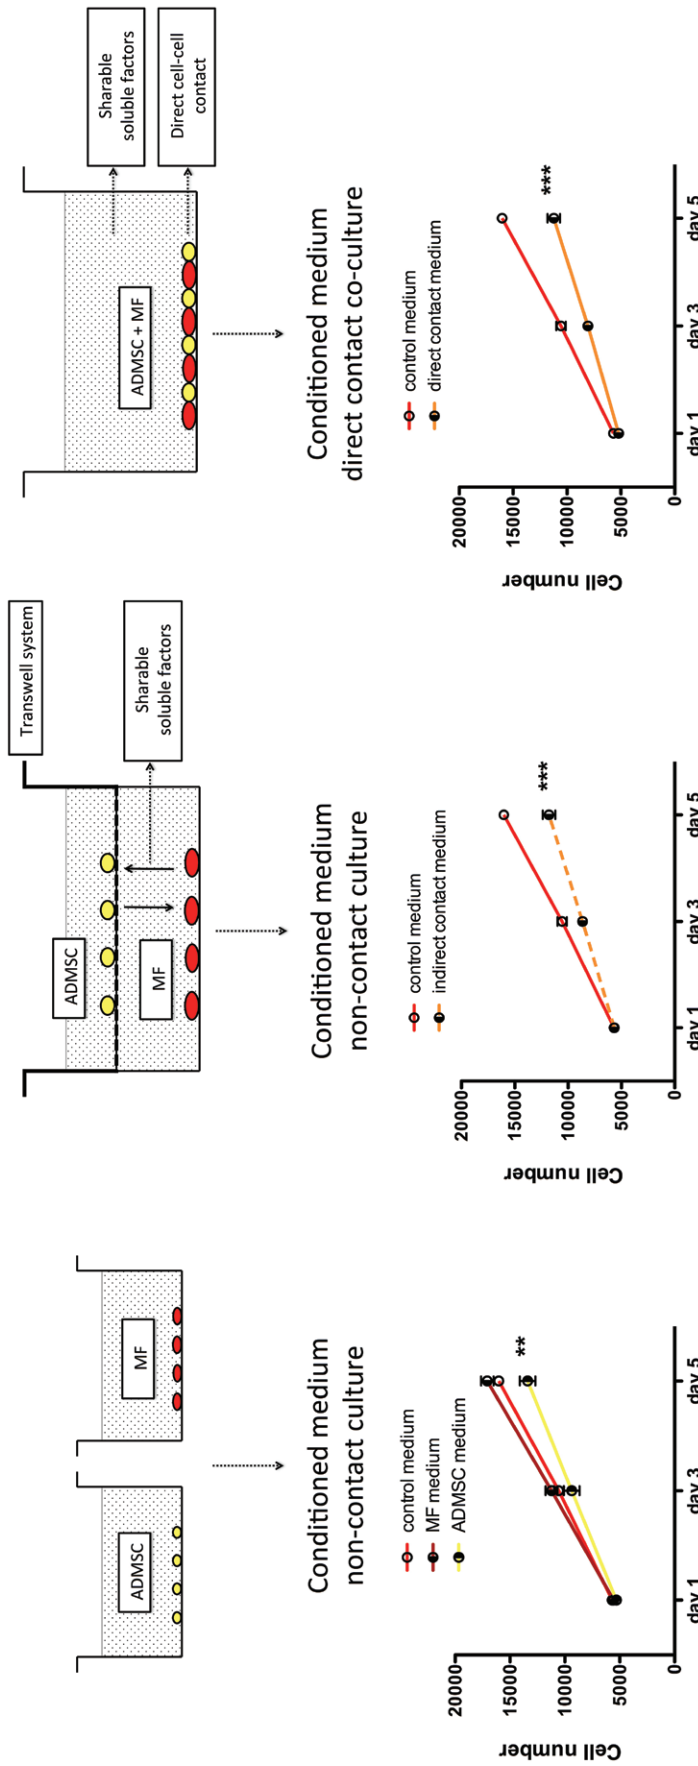 ADMSC
MF
Conditioned medium
non-contact culture
control medium
MF medium
ADMSC medium
20000
15000
10000
5000
0
Cell number
day 1
day 3
day 5
**
Transwell system
ADMSC
MF
Sharable
soluble factors
Conditioned medium
non-contact culture
control medium
indirect contact medium
20000
15000
10000
5000
0
Cell number
day 1
day 3
day 5
***
ADMSC + MF
Sharable
soluble factors
Direct cell-cell
contact
Conditioned medium
direct contact co-culture
control medium
direct contact medium
20000
15000
10000
5000
0
Cell number
day 1
day 3
day 5
***